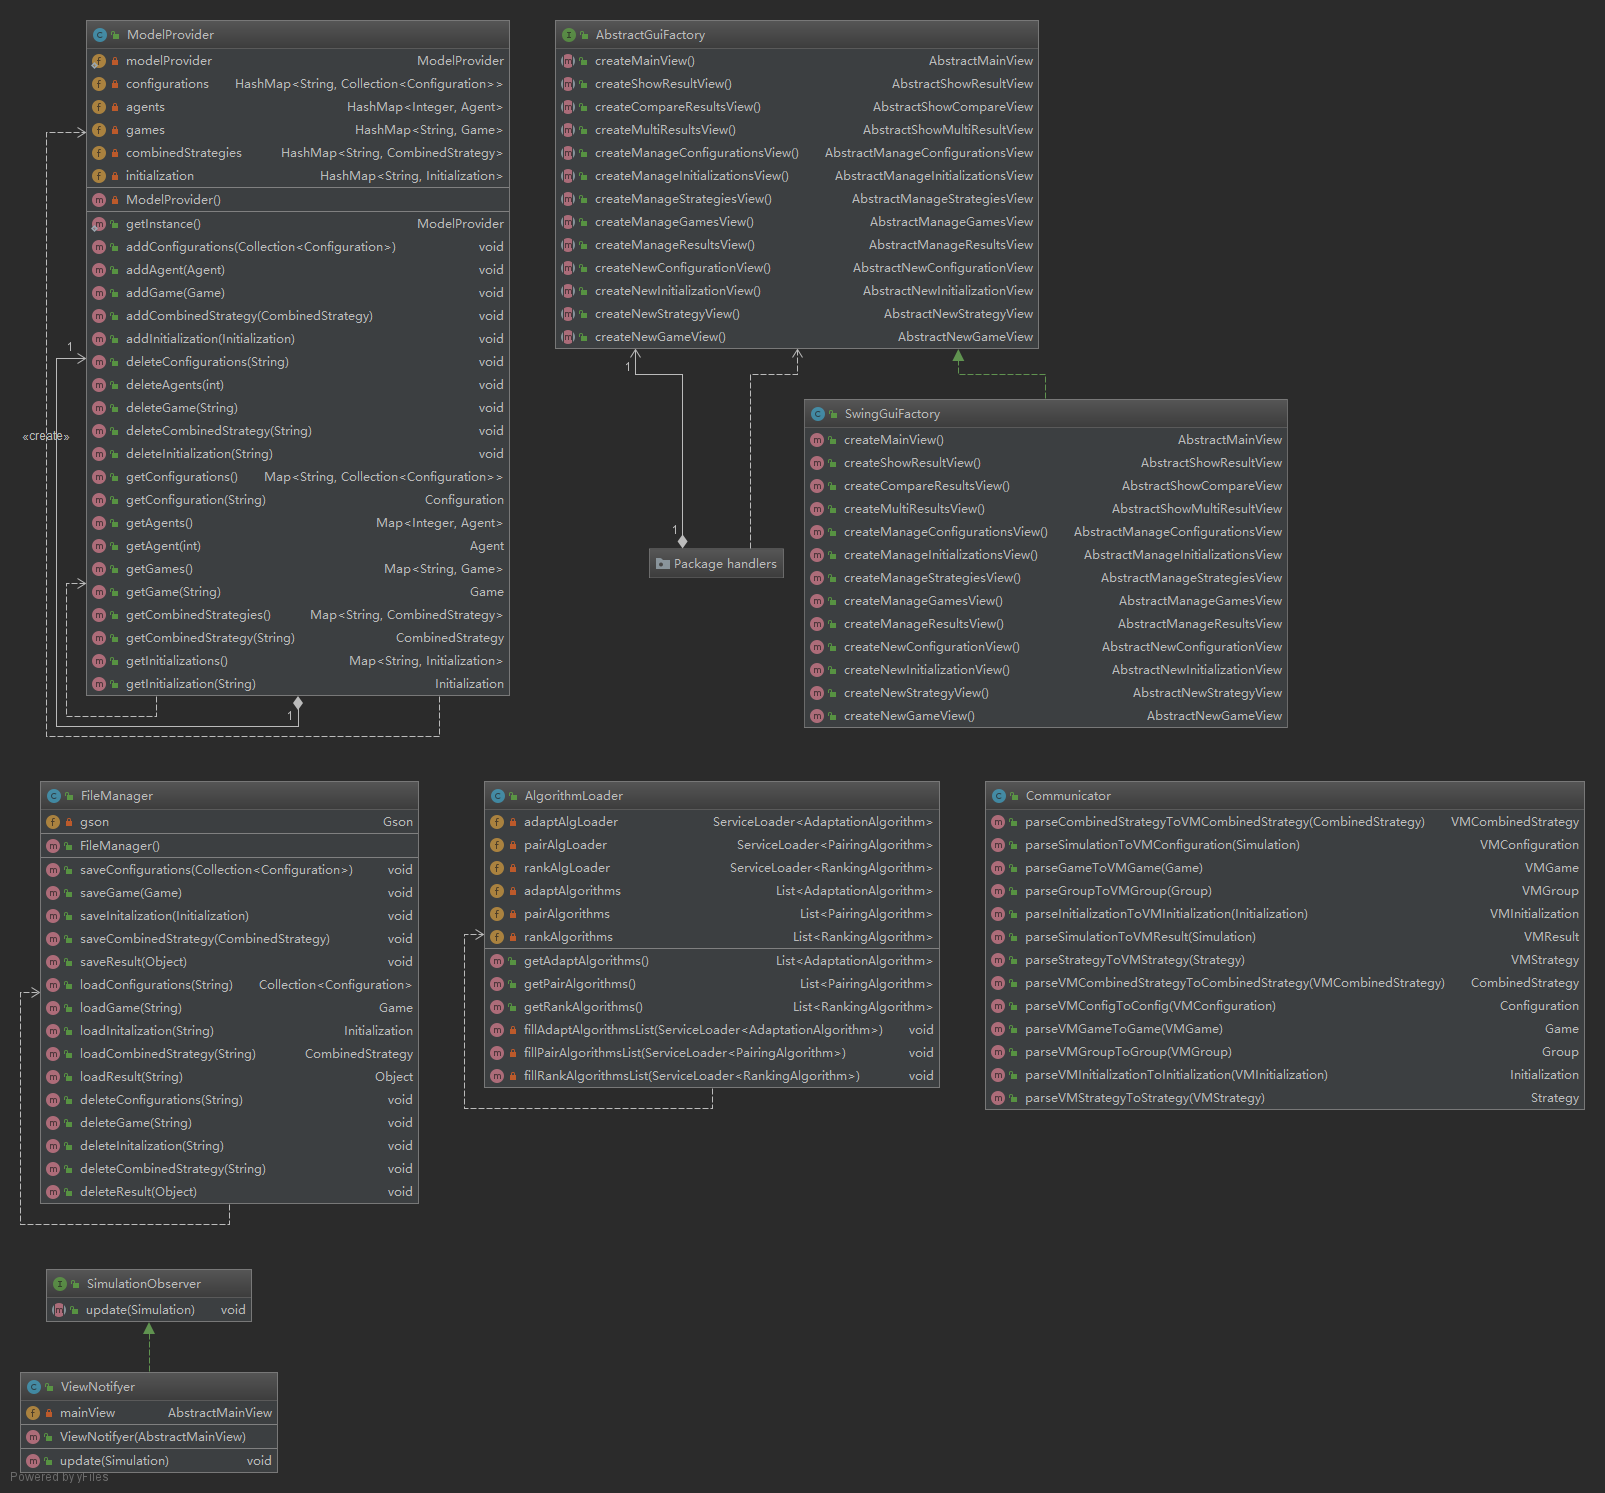 ModelProvider
modelProvider ModelProvider
configurations HashMap<String, Collection<Configuration>>
agents HashMap<Integer, Agent>
games HashMap<String, Game>
combinedStrategies HashMap<String, CombinedStrategy>
initialization HashMap<String, Initialization>
ModelProvider()
getInstance() ModelProvider
addConfigurations(Collection<Configuration>) void
addAgent(Agent) void
addGame(Game) void
addCombinedStrategy(CombinedStrategy) void
addInitialization(Initialization) void
deleteConfigurations(String) void
deleteAgents(int) void
deleteGame(String) void
deleteCombinedStrategy(String) void
deleteInitialization(String) void
getConfigurations() Map<String, Collection<Configuration>>
getConfiguration(String) Configuration
getAgents() Map<Integer, Agent>
getAgent(int) Agent
getGames() Map<String, Game>
getGame(String) Game
getCombinedStrategies() Map<String, CombinedStrategy>
getCombinedStrategy(String) CombinedStrategy
getInitializations() Map<String, Initialization>
getInitialization(String) Initialization
1
«create»
1
AbstractGuiFactory
createMainView() AbstractMainView
createShowResultView() AbstractShowResultView
createCompareResultsView() AbstractShowCompareView
createMultiResultsView() AbstractShowMultiResultView
createManageConfigurationsView() AbstractManageConfigurationsView
createManageInitializationsView() AbstractManageInitializationsView
createManageStrategiesView() AbstractManageStrategiesView
createManageGamesView() AbstractManageGamesView
createManageResultsView() AbstractManageResultsView
createNewConfigurationView() AbstractNewConfigurationView
createNewInitializationView() AbstractNewInitializationView
createNewStrategyView() AbstractNewStrategyView
createNewGameView() AbstractNewGameView
1
1
Package handlers
SwingGuiFactory
createMainView() AbstractMainView
createShowResultView() AbstractShowResultView
createCompareResultsView() AbstractShowCompareView
createMultiResultsView() AbstractShowMultiResultView
createManageConfigurationsView() AbstractManageConfigurationsView
createManageInitializationsView() AbstractManageInitializationsView
createManageStrategiesView() AbstractManageStrategiesView
createManageGamesView() AbstractManageGamesView
createManageResultsView() AbstractManageResultsView
createNewConfigurationView() AbstractNewConfigurationView
createNewInitializationView() AbstractNewInitializationView
createNewStrategyView() AbstractNewStrategyView
createNewGameView() AbstractNewGameView
FileManager
gson Gson
FileManager()
saveConfigurations(Collection<Configuration>) void
saveGame(Game) void
saveInitalization(Initialization) void
saveCombinedStrategy(CombinedStrategy) void
saveResult(Object) void
loadConfigurations(String) Collection<Configuration>
loadGame(String) Game
loadInitalization(String) Initialization
loadCombinedStrategy(String) CombinedStrategy
loadResult(String) Object
deleteConfigurations(String) void
deleteGame(String) void
deleteInitalization(String) void
deleteCombinedStrategy(String) void
deleteResult(Object) void
AlgorithmLoader
adaptAlgLoader ServiceLoader<AdaptationAlgorithm>
pairAlgLoader ServiceLoader<PairingAlgorithm>
rankAlgLoader ServiceLoader<RankingAlgorithm>
adaptAlgorithms List<AdaptationAlgorithm>
pairAlgorithms List<PairingAlgorithm>
rankAlgorithms List<RankingAlgorithm>
getAdaptAlgorithms() List<AdaptationAlgorithm>
getPairAlgorithms() List<PairingAlgorithm>
getRankAlgorithms() List<RankingAlgorithm>
fillAdaptAlgorithmsList(ServiceLoader<AdaptationAlgorithm>) void
fillPairAlgorithmsList(ServiceLoader<PairingAlgorithm>) void
fillRankAlgorithmsList(ServiceLoader<RankingAlgorithm>) void
Communicator
parseCombinedStrategyToVMCombinedStrategy(CombinedStrategy) VMCombinedStrategy
parseSimulationToVMConfiguration(Simulation) VMConfiguration
parseGameToVMGame(Game) VMGame
parseGroupToVMGroup(Group) VMGroup
parseInitializationToVMInitialization(Initialization) VMInitialization
parseSimulationToVMResult(Simulation) VMResult
parseStrategyToVMStrategy(Strategy) VMStrategy
parseVMCombinedStrategyToCombinedStrategy(VMCombinedStrategy) CombinedStrategy
parseVMConfigToConfig(VMConfiguration) Configuration
parseVMGameToGame(VMGame) Game
parseVMGroupToGroup(VMGroup) Group
parseVMInitializationToInitialization(VMInitialization) Initialization
parseVMStrategyToStrategy(VMStrategy) Strategy
SimulationObserver
update(Simulation) void
ViewNotifyer
mainView AbstractMainView
ViewNotifyer(AbstractMainView)
update(Simulation) void
Powered by yFiles